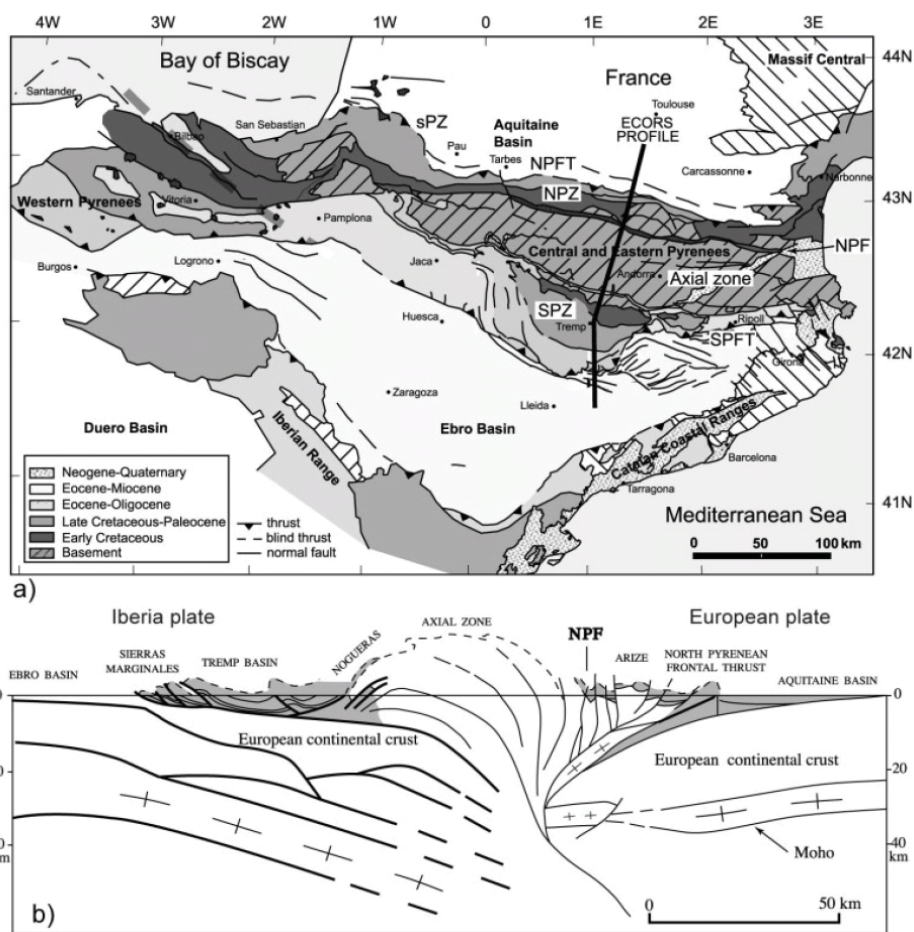 4W 3W 2W 1W 0 1E 2E 3E
44N
Bay of Biscay
France
Massif Central
Santander
Toulouse
ECORS
PROFILE
sPZ
San Sebastian
Bilbao
Pau
Aquitaine
Basin
Tarbes
NPFT
Carcassonne
Narbonne
43N
NPZ
Western Pyrenees
Vitoria
Pamplona
NPF
Central and Eastern Pyrenees
Andorra
Axial zone
Burgos
Logrono
Jaca
SPZ
Huesca
Tremp
Ripoll
SPFT
Girona
42N
Zaragoza
Lleida
Duero Basin
Iberian Range
Ebro Basin
Catalan Coastal Ranges
Barcelona
Tarragona
41N
Mediterranean Sea
0 50 100 km
Neogene-Quaternary
Eocene-Miocene
Eocene-Oligocene
Late Cretaceous-Paleocene
Early Cretaceous
Basement
thrust
blind thrust
normal fault
a)
Iberia plate
European plate
AXIAL ZONE
NPF
NOGUERAS
SIERRAS
MARGINALES
TREMP BASIN
EBRO BASIN
ARIZE
NORTH PYRENEAN
FRONTAL THRUST
AQUITAINE BASIN
0
0
European continental crust
European continental crust
20
0
40
m
km
Moho
b)
0 50 km